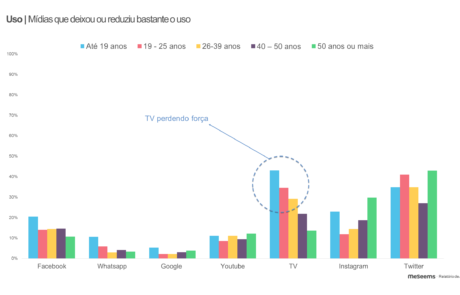 Uso | Mídias que deixou ou reduziu bastante o uso
Até 19 anos 19 - 25 anos 26-39 anos 40 – 50 anos 50 anos ou mais
100%
90%
80%
70%
TV perdendo força
60%
50%
40%
30%
20%
10%
0%
Facebook Whatsapp Google Youtube TV Instagram Twitter
meSeems